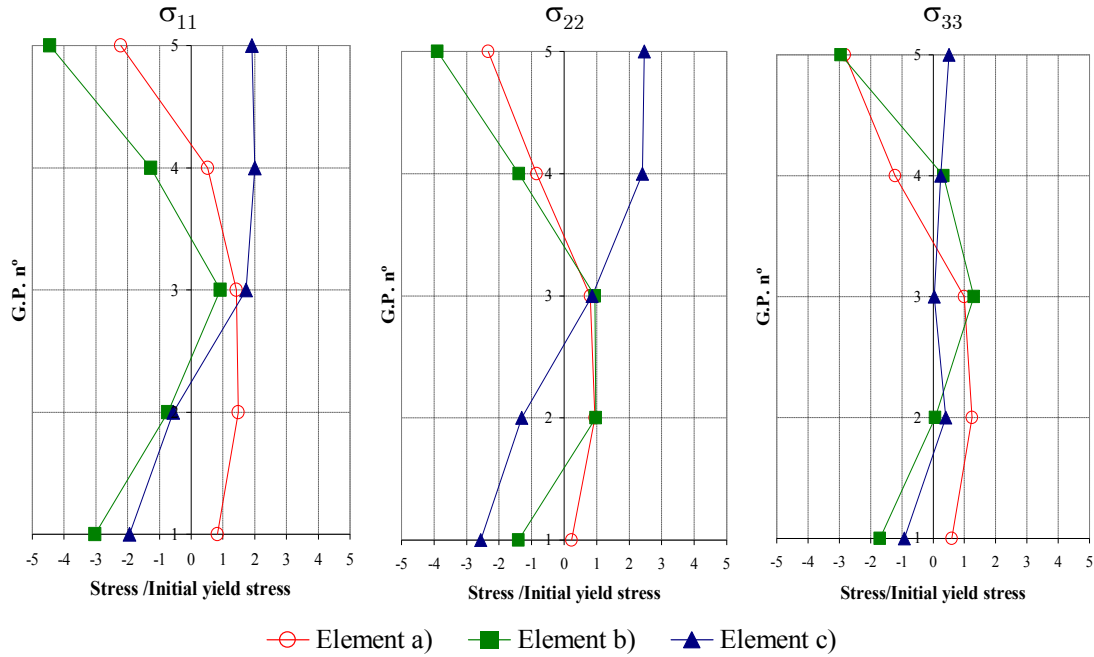 σ11 σ22 σ33
5 5 5
4 4 4
3 3 3
2 2
1 1 1
G.P. nº G.P. nº G.P. nº
-5 -4 -3 -2 -1 0 1 2 3 4 5 -5 -4 -3 -2 -1 0 1 2 3 4 5 -5 -4 -3 -2 -1 0 1 2 3 4 5
Stress /Initial yield stress Stress /Initial yield stress Stress/Initial yield stress
Element a) Element b) Element c)